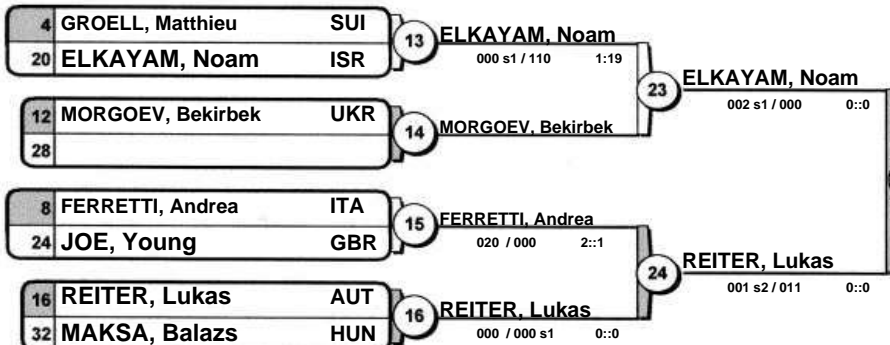 4 GROELL, Matthieu SUI
20 ELKAYAM, Noam ISR
13 ELKAYAM, Noam
000 s1 / 110 1:19
12 MORGOEV, Bekirbek UKR
28
14 MORGOEV, Bekirbek
23 ELKAYAM, Noam
002 s1 / 000 0::0
8 FERRETTI, Andrea ITA
24 JOE, Young GBR
15 FERRETTI, Andrea
020 / 000 2::1
16 REITER, Lukas AUT
32 MAKSA, Balazs HUN
16 REITER, Lukas
000 / 000 s1 0::0
24 REITER, Lukas
001 s2 / 011 0::0